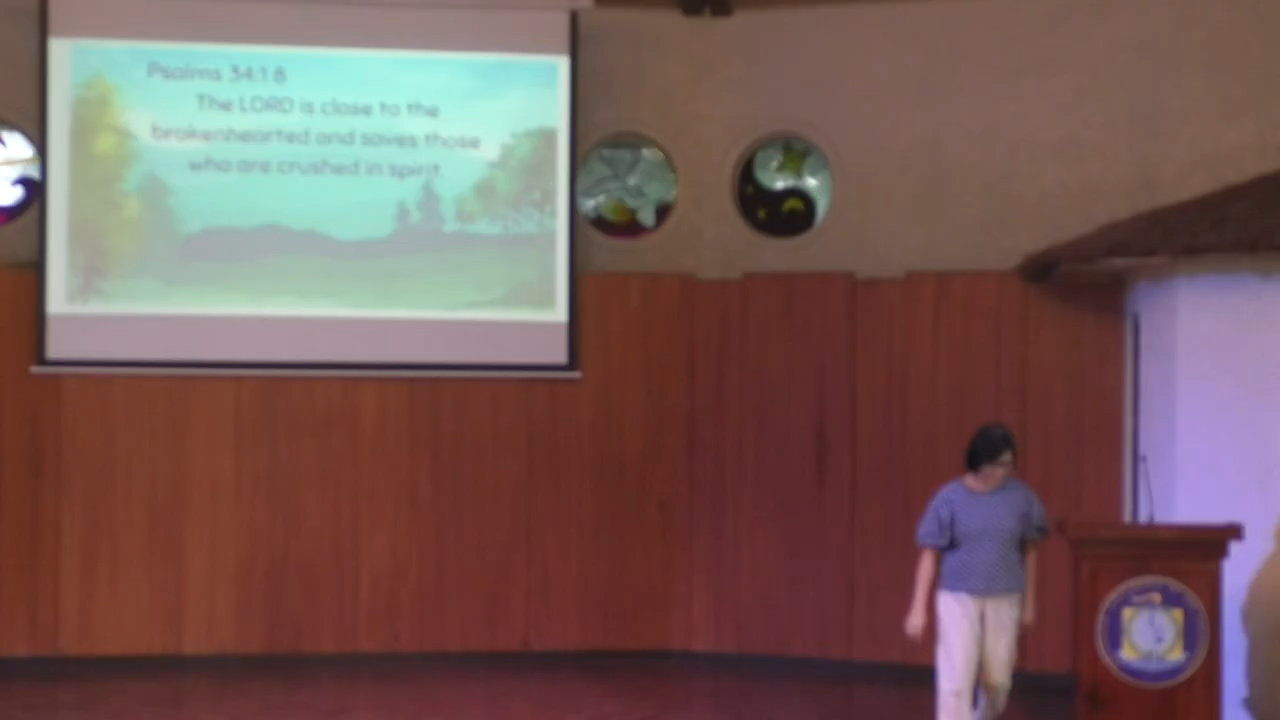 Psalms 34:18
The LORD is close to the
brokenhearted and saves those
who are crushed in spirit.